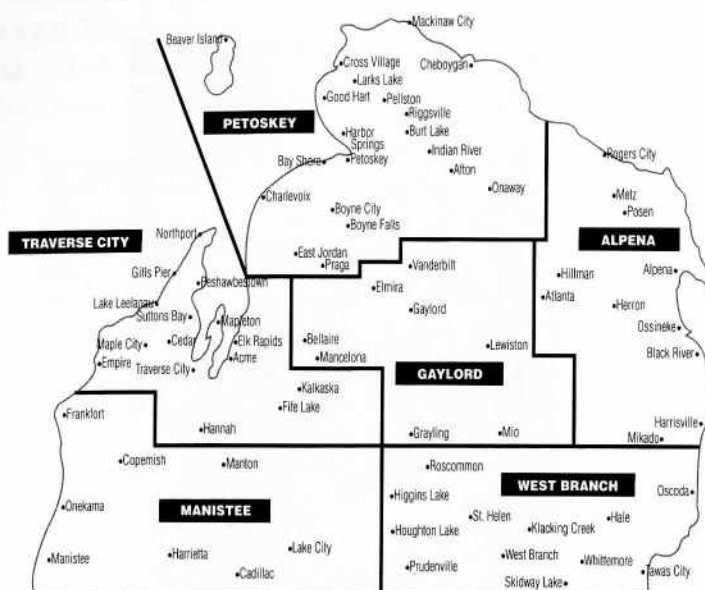 Mackinaw City
Beaver Island
Cross Village
Cheboygan
Larks Lake
Good Hart
Pellston
Riggsville
PETOSKEY
Harbor
Springs
Burt Lake
Indian River
Bay Shore
Petoskey
Afton
Rogers City
Onaway
Charlevoix
Metz
Posen
Boyne City
Boyne Falls
Northport
TRAVERSE CITY
ALPENA
East Jordan
Praga
Vanderbilt
Gills Pier
Peshawbestown
Hillman
Alpena
Elmira
Atlanta
Lake Leelanau
Suttons Bay
Mapleton
Gaylord
Herron
Ossineke
Maple City
Cedar
Elk Rapids
Bellaire
Lewiston
Black River
Empire
Traverse City
Acme
Mancelona
GAYLORD
Kalkaska
Frankfort
Fife Lake
Hannah
Grayling
Mio
Harrisville
Mikado
Copemish
Manton
Roscommon
WEST BRANCH
Onekama
MANISTEE
Higgins Lake
Oscoda
St. Helen
Klacking Creek
Hale
Houghton Lake
Manistee
Harrietta
Lake City
Cadillac
Prudenville
West Branch
Whittemore
Tawas City
Skidway Lake